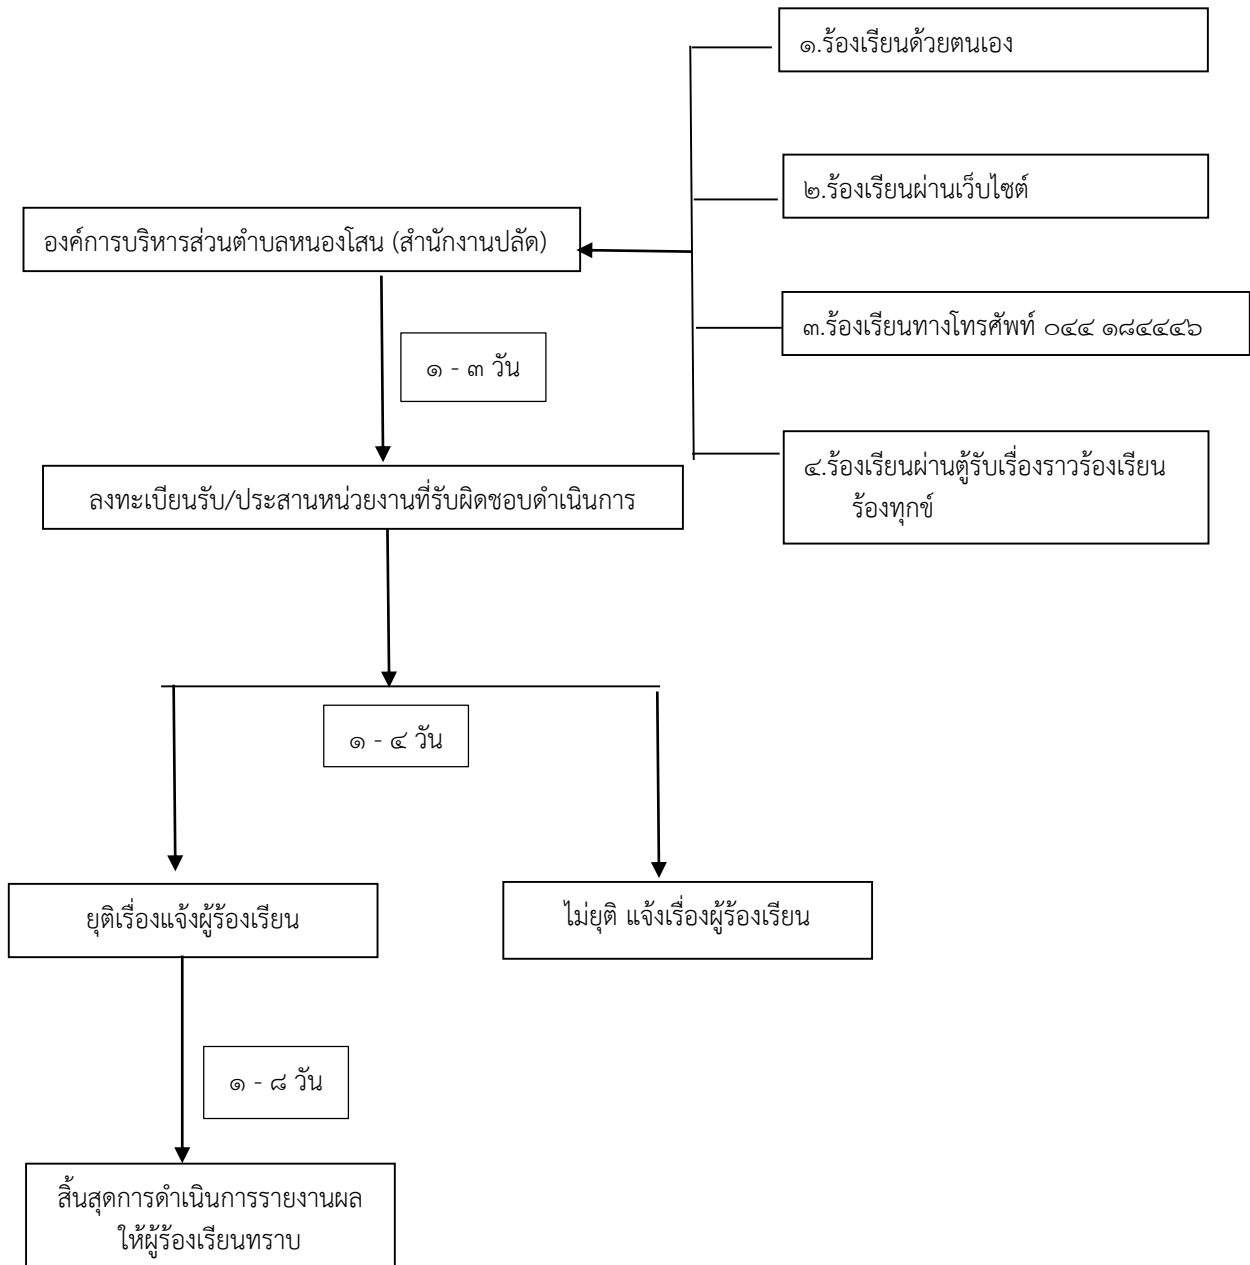 ๑.ร้องเรียนด้วยตนเอง
๒.ร้องเรียนผ่านเว็บไซต์
องค์การบริหารส่วนตำบลหนองโสน (สำนักงานปลัด)
๓.ร้องเรียนทางโทรศัพท์ ๐๔๔ ๑๘๔๔๔๖
๑ - ๓ วัน
๔.ร้องเรียนผ่านตู้รับเรื่องราวร้องเรียน
ร้องทุกข์
ลงทะเบียนรับ/ประสานหน่วยงานที่รับผิดชอบดำเนินการ
๑ - ๔ วัน
ยุติเรื่องแจ้งผู้ร้องเรียน
ไม่ยุติ แจ้งเรื่องผู้ร้องเรียน
๑ - ๘ วัน
สิ้นสุดการดำเนินการรายงานผล
ให้ผู้ร้องเรียนทราบ